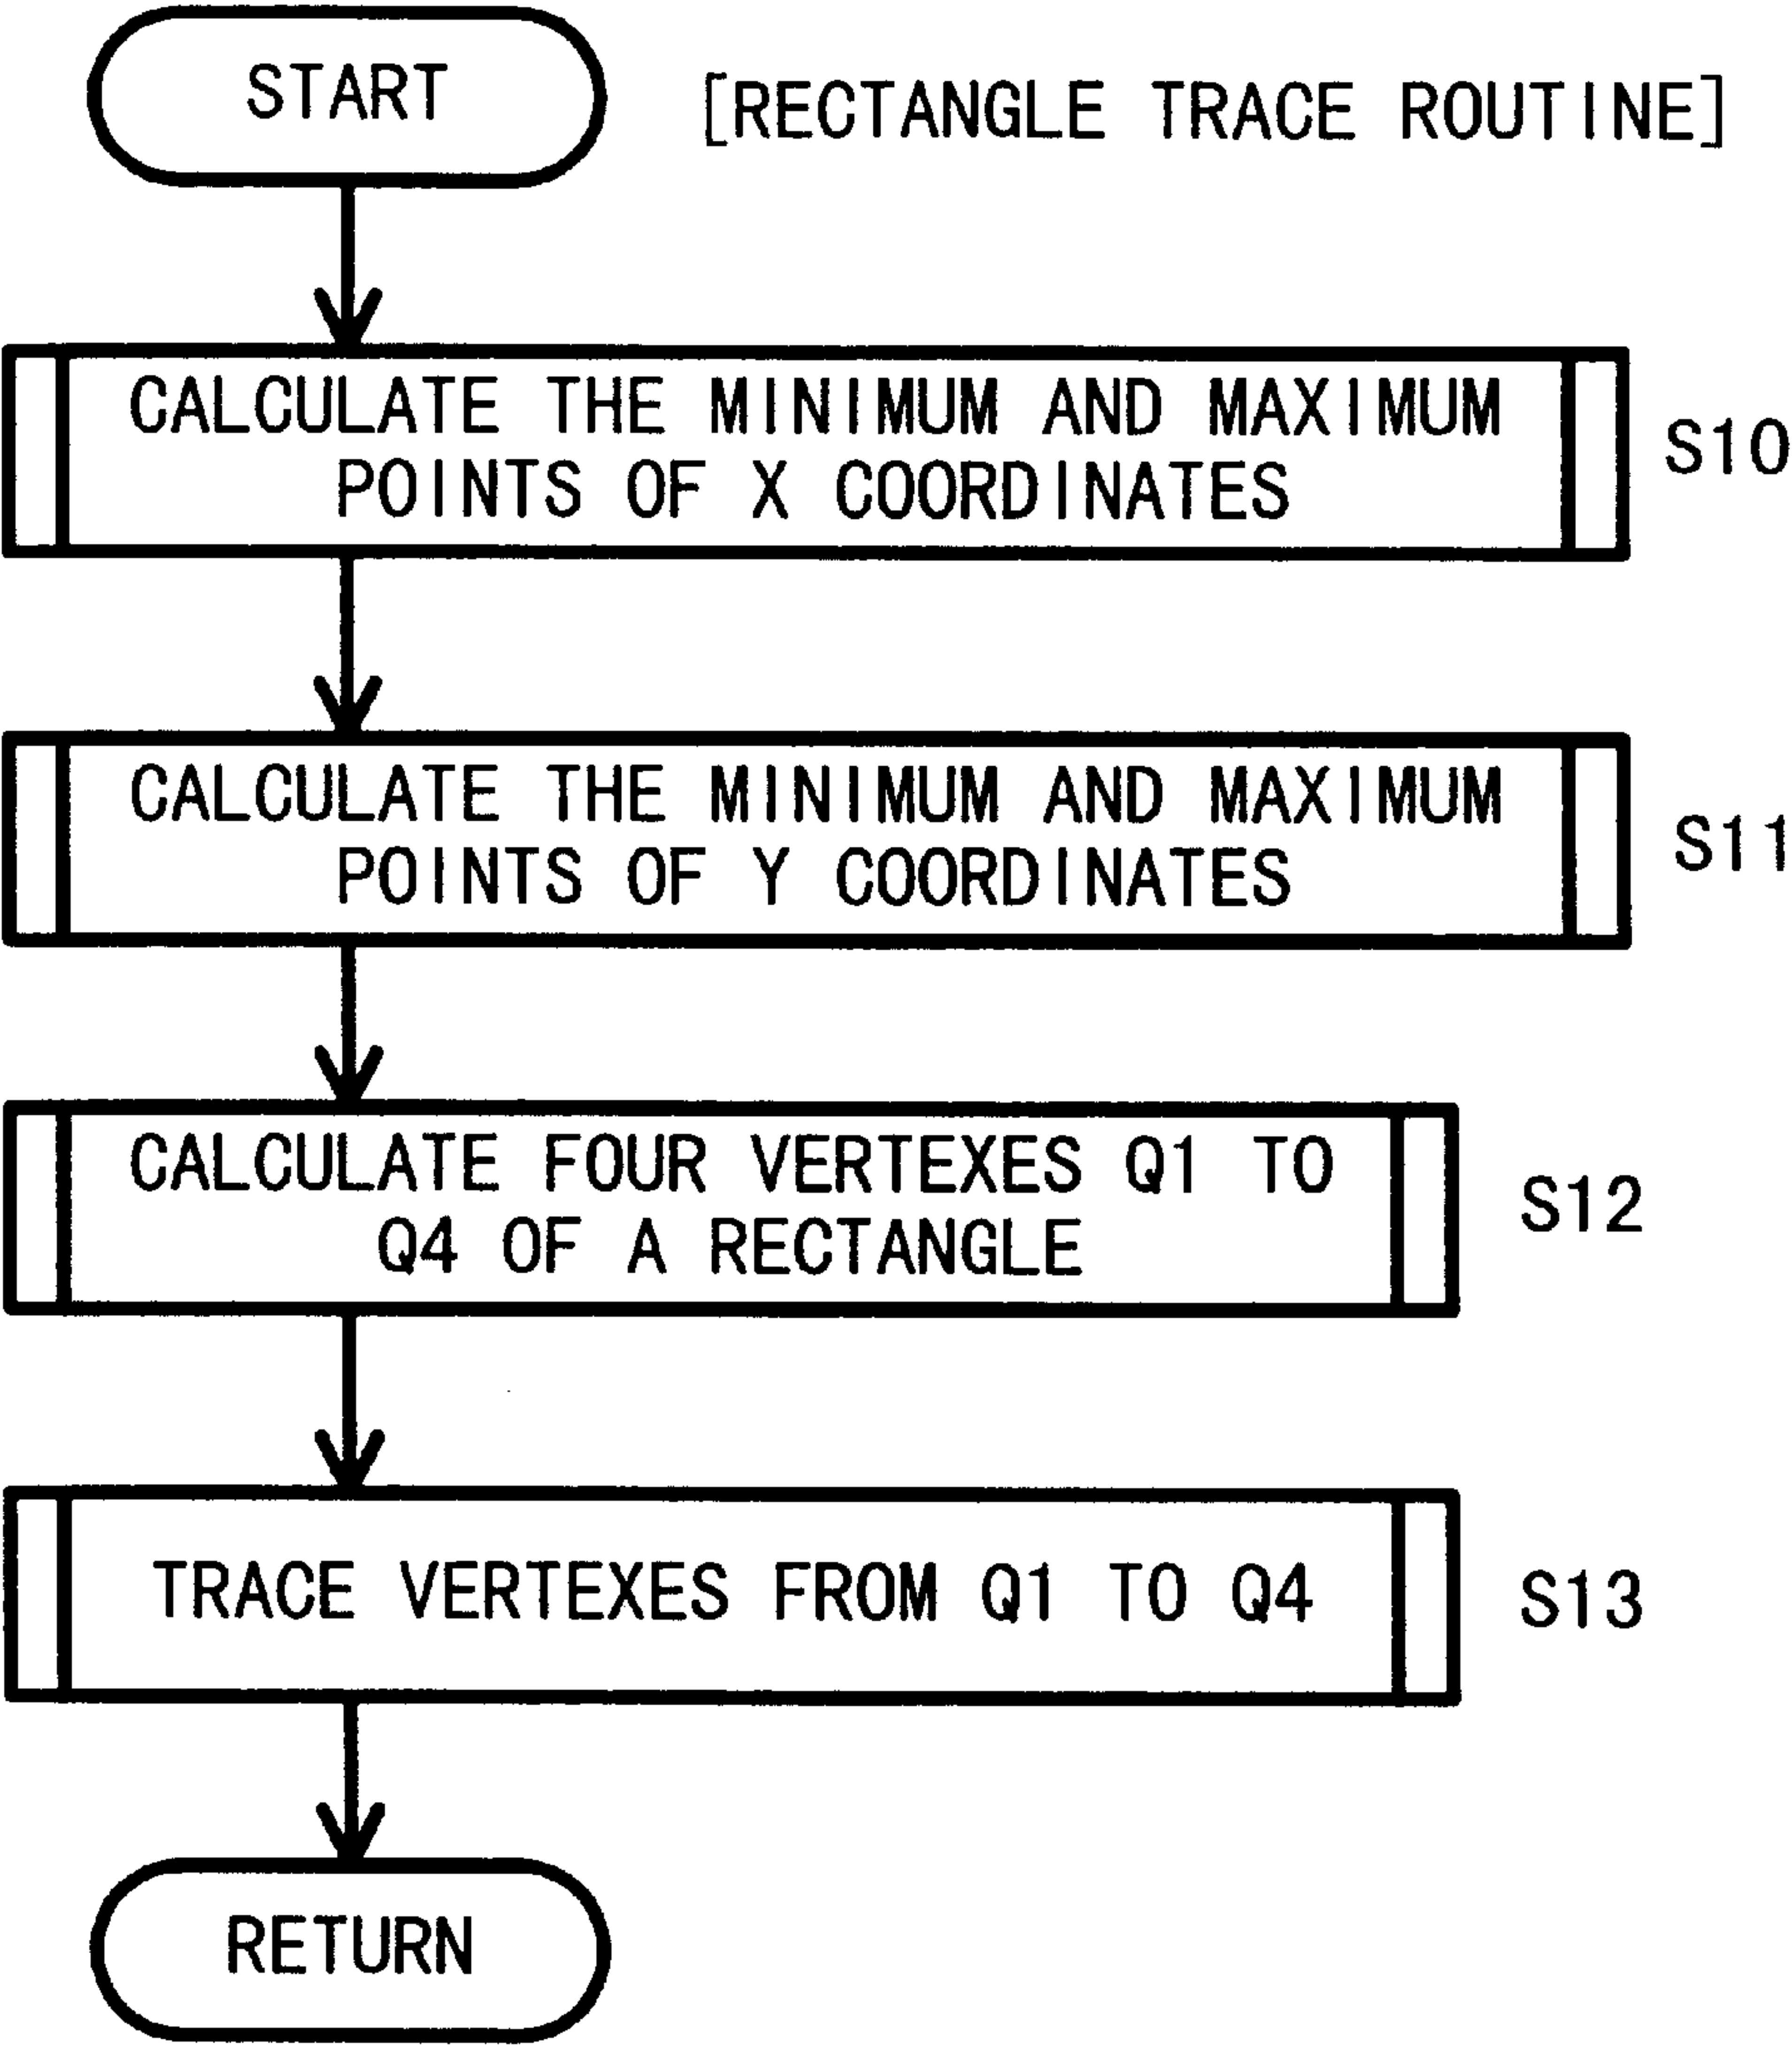 START
[RECTANGLE TRACE ROUTINE]
CALCULATE THE MINIMUM AND MAXIMUM
POINTS OF X COORDINATES
S10
CALCULATE THE MINIMUM AND MAXIMUM
POINTS OF Y COORDINATES
S11
CALCULATE FOUR VERTEXES Q1 TO
Q4 OF A RECTANGLE
S12
TRACE VERTEXES FROM Q1 TO Q4
S13
RETURN